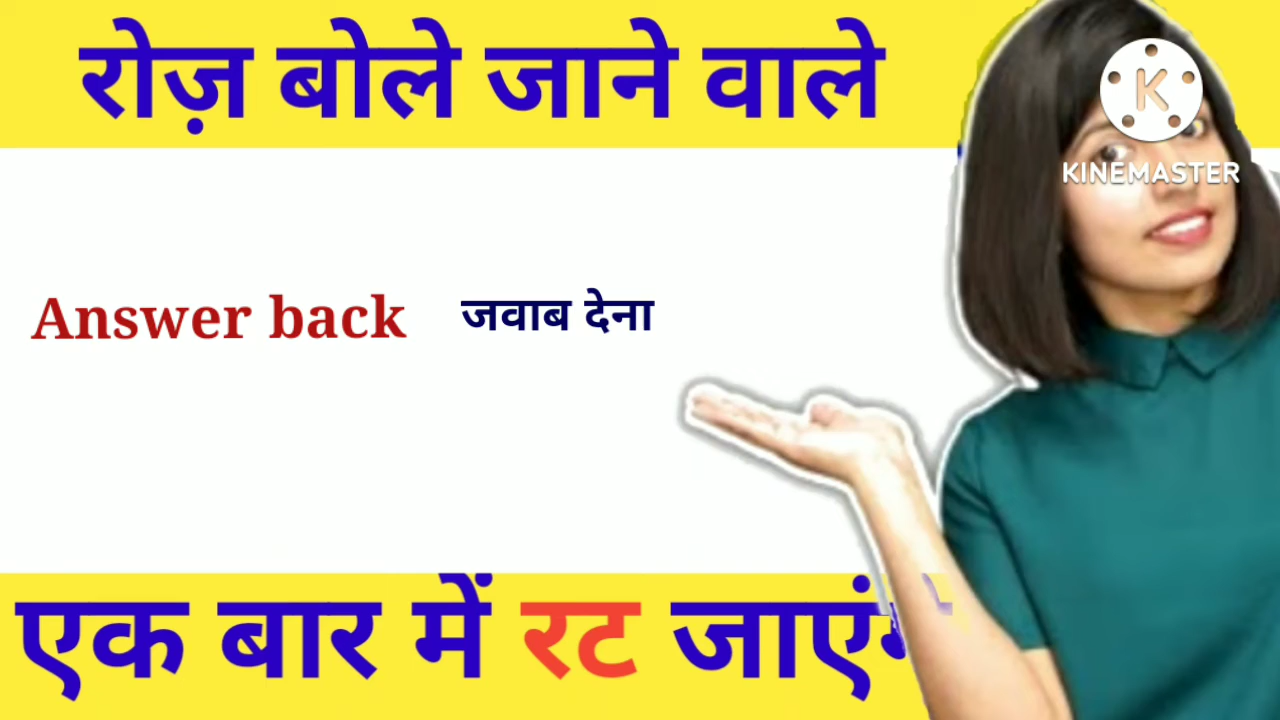 रोज़ बोले जाने वाले
K
KINEMASTER
Answer back जवाब देना
एक बार में रट